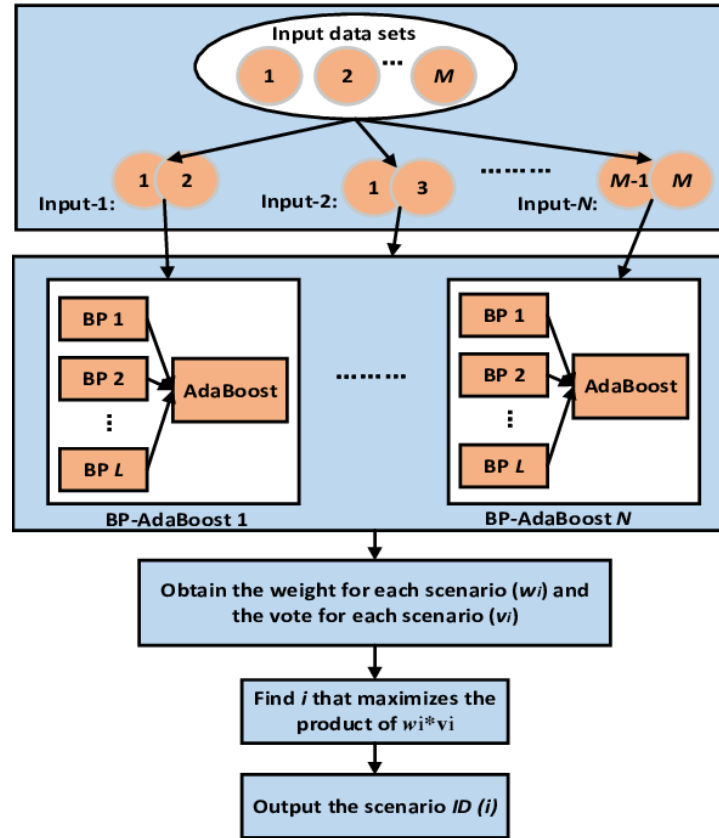 Input data sets
1 2 ... M
1 2
Input-1:
1 3
Input-2:
.........
M-1 M
Input-N:
BP 1
BP 2
⋮
BP L
AdaBoost
BP-AdaBoost 1
.........
BP 1
BP 2
⋮
BP L
AdaBoost
BP-AdaBoost N
Obtain the weight for each scenario (wi) and
the vote for each scenario (vi)
Find i that maximizes the
product of wi*vi
Output the scenario ID (i)